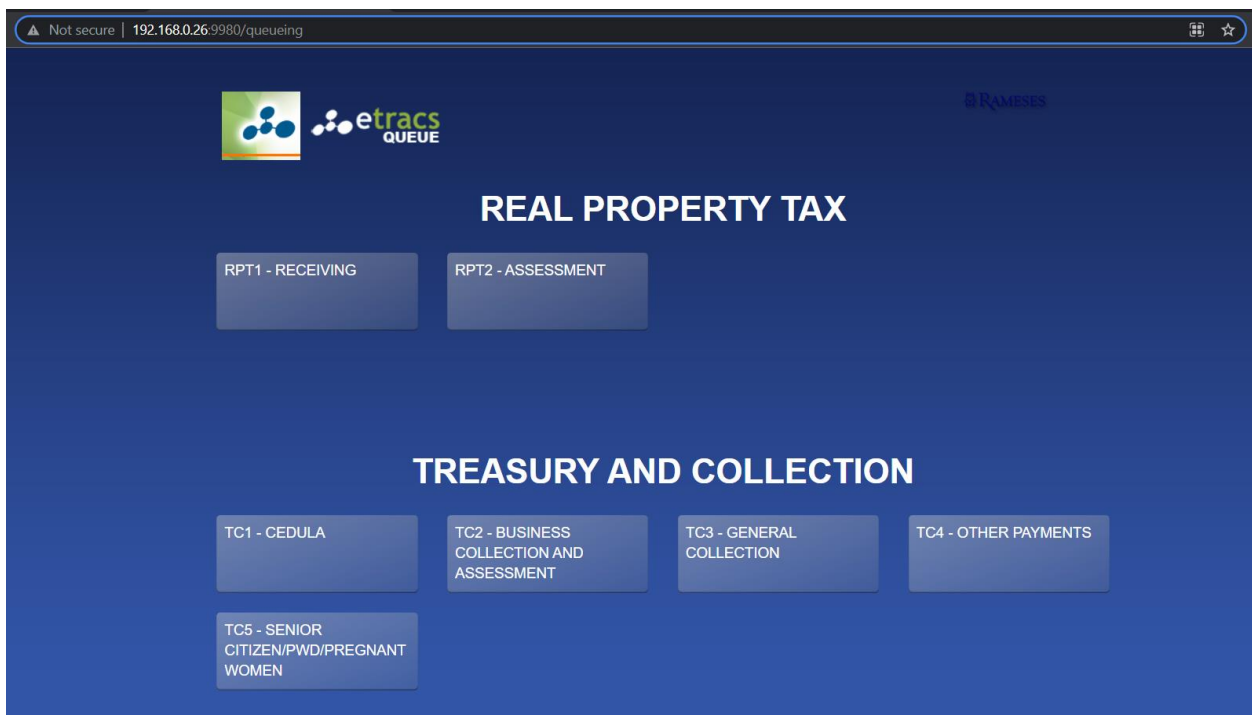 Not secure | 192.168.0.26:9980/queueing
etracs
QUEUE
RAMESES
REAL PROPERTY TAX
RPT1 - RECEIVING
RPT2 - ASSESSMENT
TREASURY AND COLLECTION
TC1 - CEDULA
TC2 - BUSINESS
COLLECTION AND
ASSESSMENT
TC3 - GENERAL
COLLECTION
TC4 - OTHER PAYMENTS
TC5 - SENIOR
CITIZEN/PWD/PREGNANT
WOMEN